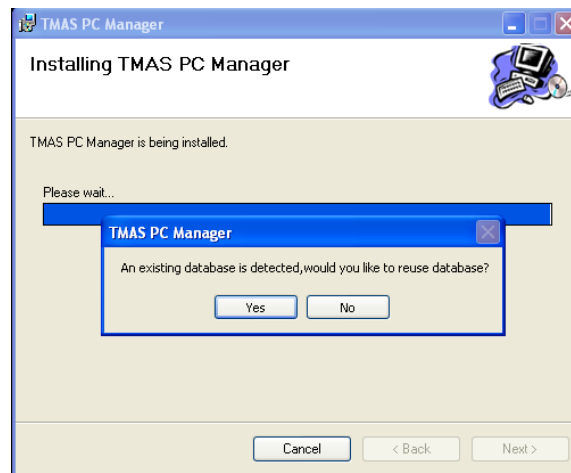 TMAS PC Manager
Installing TMAS PC Manager
TMAS PC Manager is being installed.
Please wait...
TMAS PC Manager
An existing database is detected,would you like to reuse database?
Yes No
Cancel < Back Next >